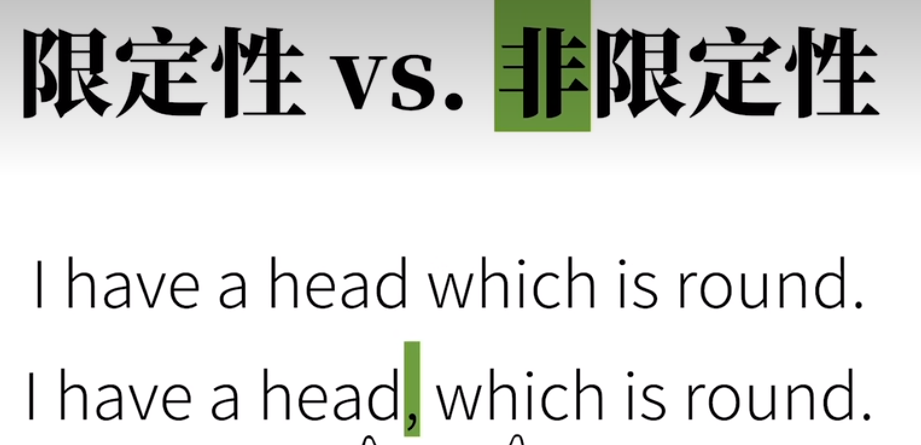 限定性 vs. 非限定性
I have a head which is round.
I have a head, which is round.